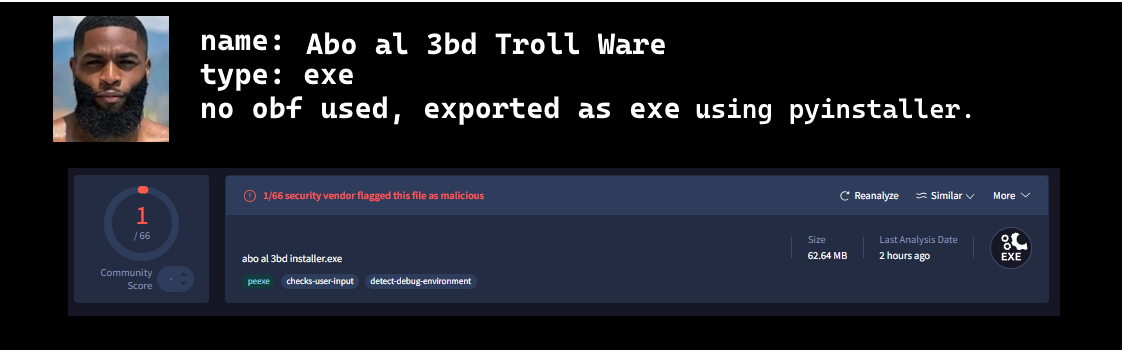 name: Abo al 3bd Troll Ware
type: exe
no obf used, exported as exe using pyinstaller.
1/66 security vendor flagged this file as malicious
Reanalyze
Similar
More
1
/ 66
Community
Score
-
abo al 3bd installer.exe
peexe
checks-user-input
detect-debug-environment
Size
62.64 MB
Last Analysis Date
2 hours ago
EXE